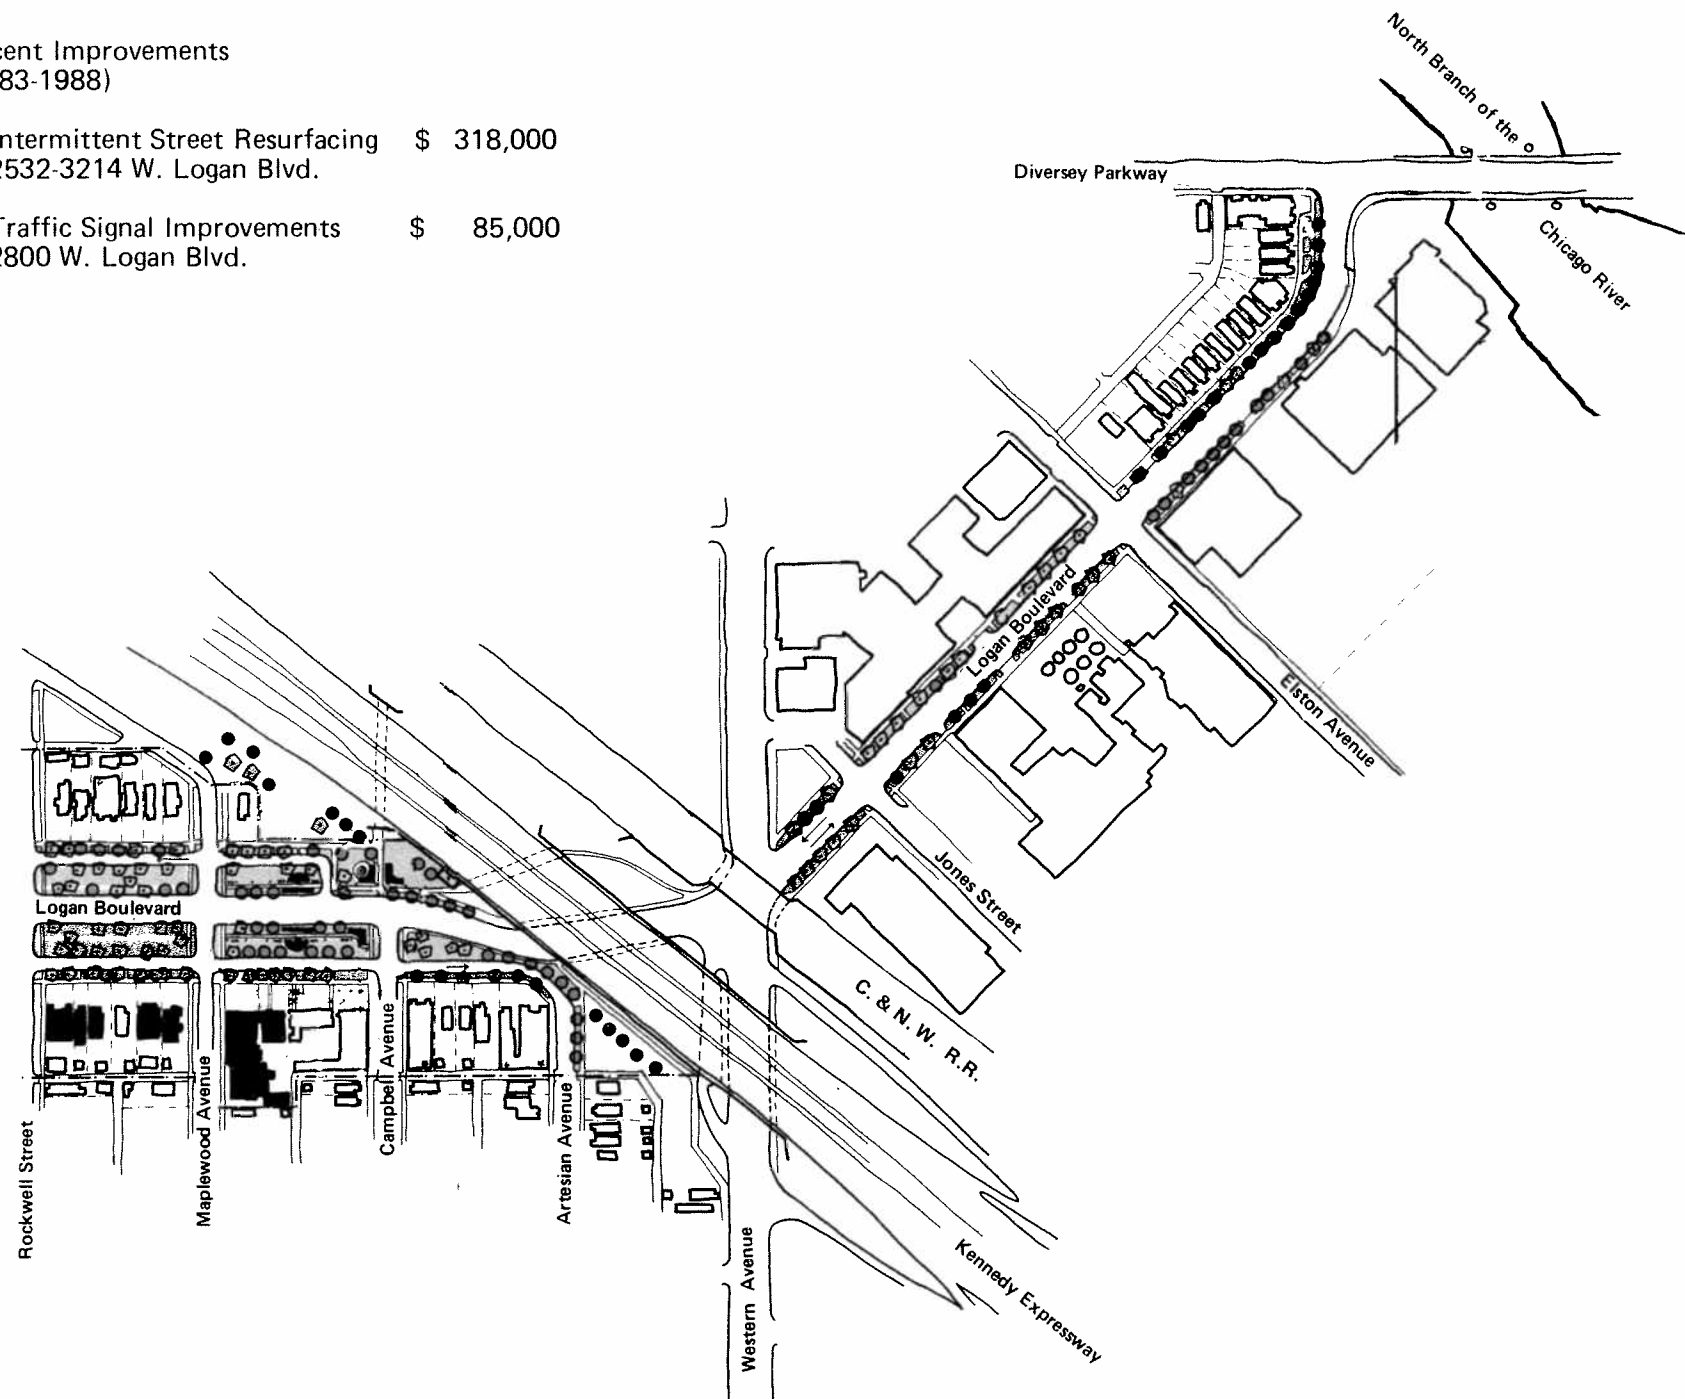 cent Improvements
83-1988)
ntermittent Street Resurfacing $ 318,000
2532-3214 W. Logan Blvd.
Traffic Signal Improvements $ 85,000
2800 W. Logan Blvd.
North Branch of the
Chicago River
Diversey Parkway
Logan Boulevard
Elston Avenue
Jones Street
C. & N. W. R.R.
Logan Boulevard
Rockwell Street
Maplewood Avenue
Campbell Avenue
Artesian Avenue
Western Avenue
Kennedy Expressway